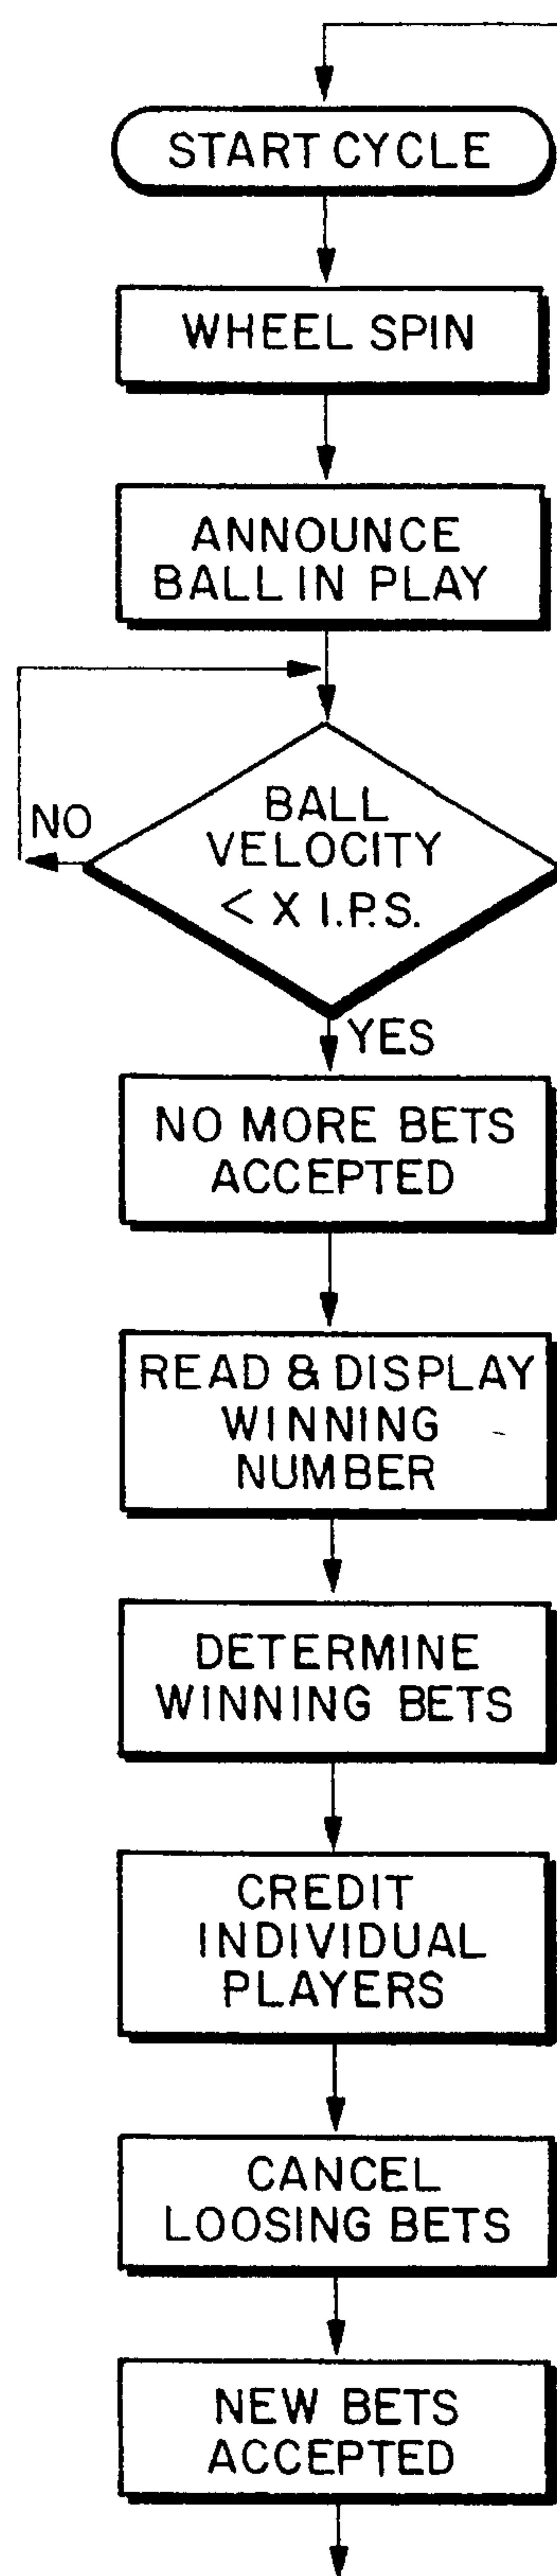 START CYCLE
WHEEL SPIN
ANNOUNCE
BALL IN PLAY
BALL
VELOCITY
< X I.P.S.
NO
YES
NO MORE BETS
ACCEPTED
READ & DISPLAY
WINNING
NUMBER
DETERMINE
WINNING BETS
CREDIT
INDIVIDUAL
PLAYERS
CANCEL
LOOSING BETS
NEW BETS
ACCEPTED